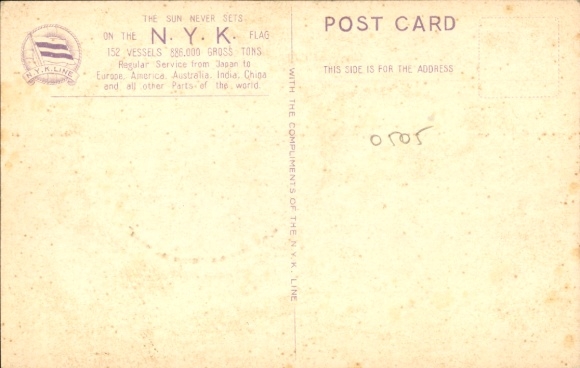 THE SUN NEVER SETS
ON THE N. Y. K. FLAG
152 VESSELS 886,000 GROSS TONS
Regular Service from Japan to
Europe, America, Australia, India, China
and all other Parts of the world.
N.Y.K.LINE
WITH THE COMPLIMENTS OF THE N.Y.K. LINE
POST CARD
THIS SIDE IS FOR THE ADDRESS
0505